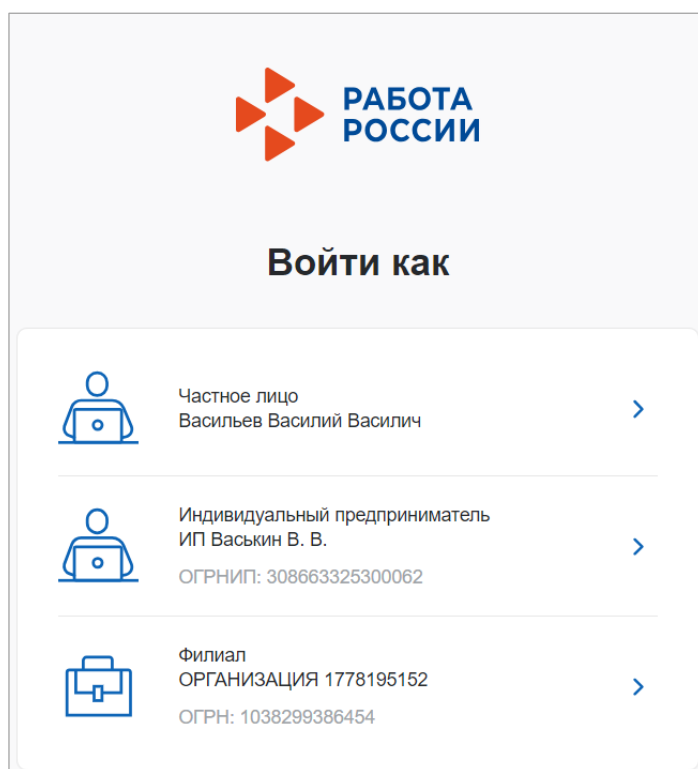 РАБОТА
РОССИИ
Войти как
Частное лицо
Васильев Василий Василич
Индивидуальный предприниматель
ИП Васькин В. В.
ОГРНИП: 308663325300062
Филиал
ОРГАНИЗАЦИЯ 1778195152
ОГРН: 1038299386454